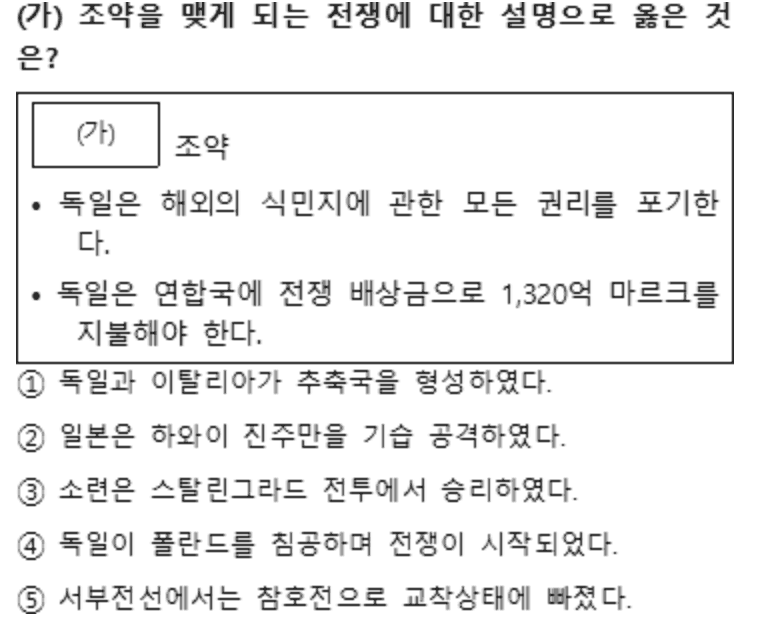 (가) 조약을 맺게 되는 전쟁에 대한 설명으로 옳은 것
은?
(가) 조약
• 독일은 해외의 식민지에 관한 모든 권리를 포기한
다.
• 독일은 연합국에 전쟁 배상금으로 1,320억 마르크를
지불해야 한다.
① 독일과 이탈리아가 추축국을 형성하였다.
② 일본은 하와이 진주만을 기습 공격하였다.
③ 소련은 스탈린그라드 전투에서 승리하였다.
④ 독일이 폴란드를 침공하며 전쟁이 시작되었다.
⑤ 서부전선에서는 참호전으로 교착상태에 빠졌다.